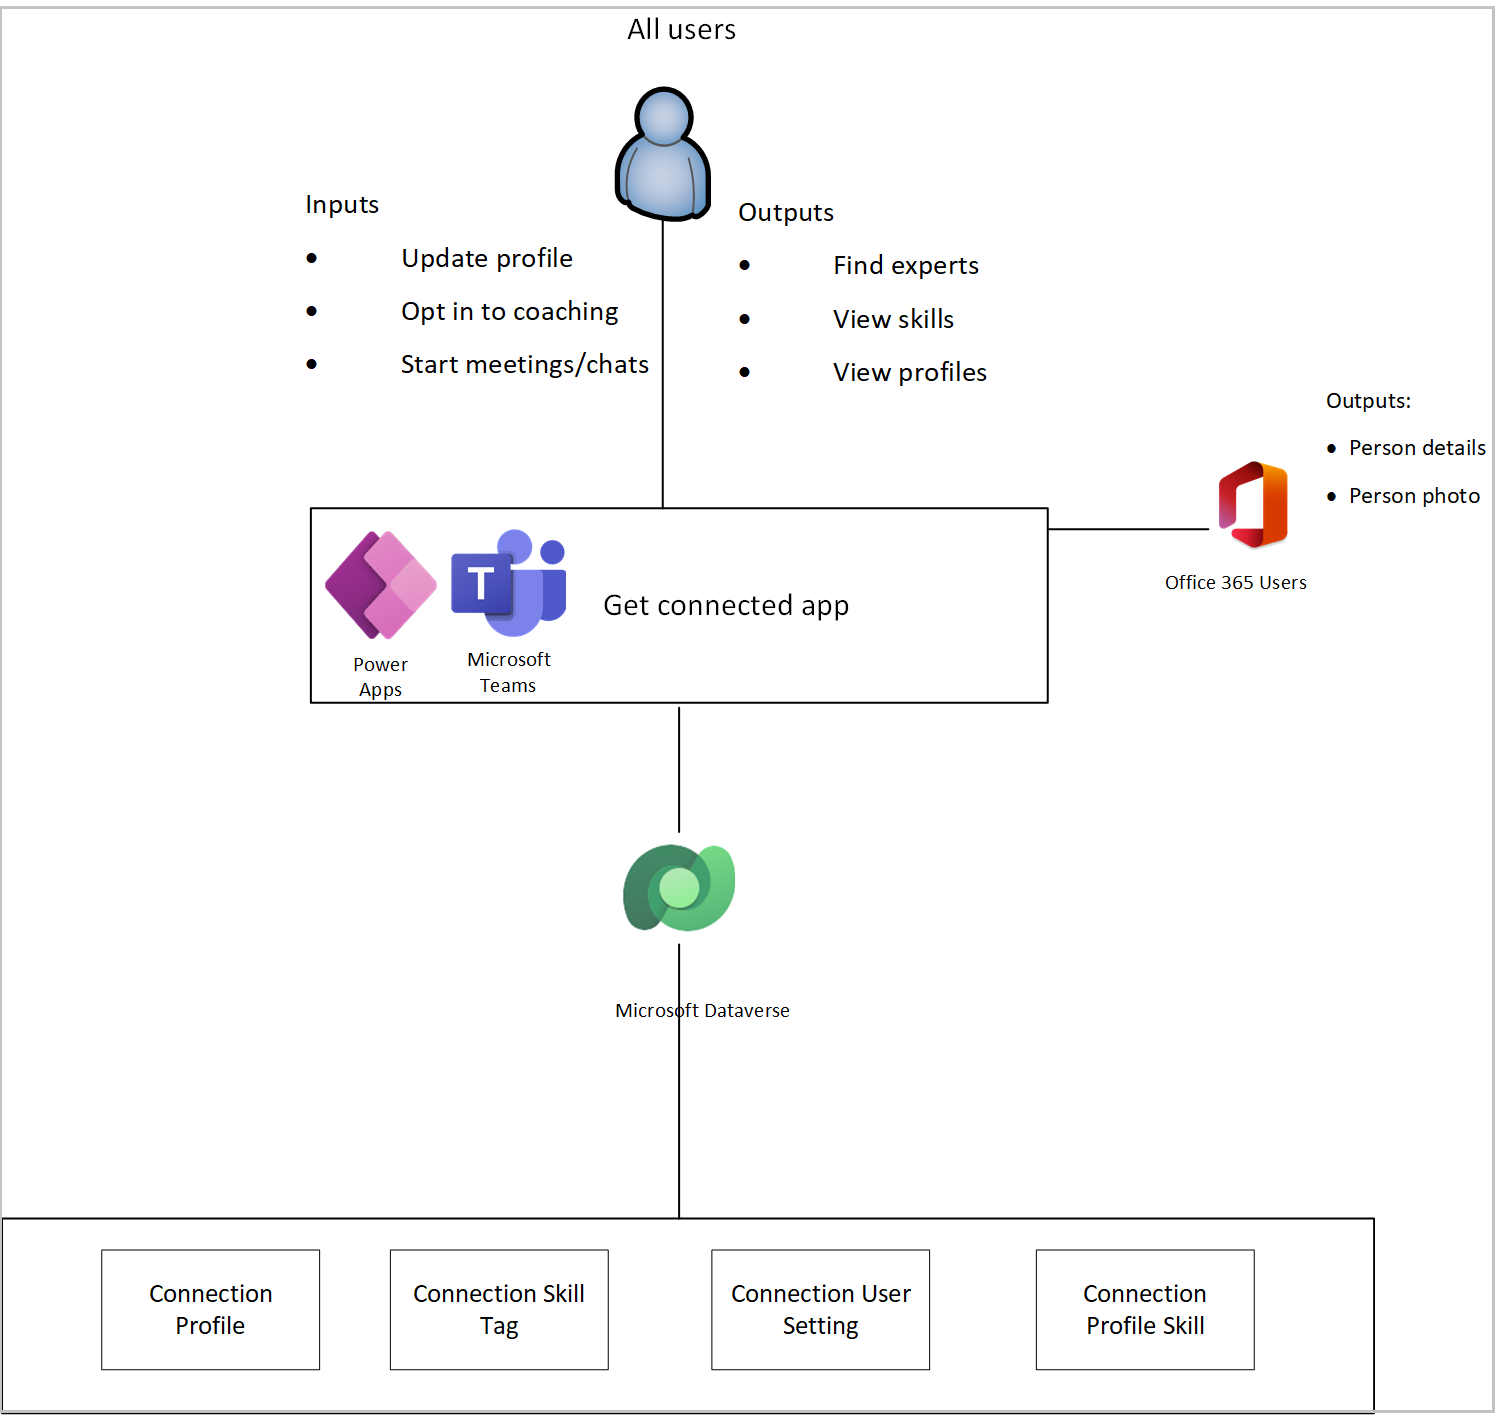 All users
Inputs
• Update profile
• Opt in to coaching
• Start meetings/chats
Outputs
• Find experts
• View skills
• View profiles
Outputs:
• Person details
• Person photo
Office 365 Users
T
Get connected app
Power
Apps
Microsoft
Teams
Microsoft Dataverse
Connection
Profile
Connection Skill
Tag
Connection User
Setting
Connection
Profile Skill